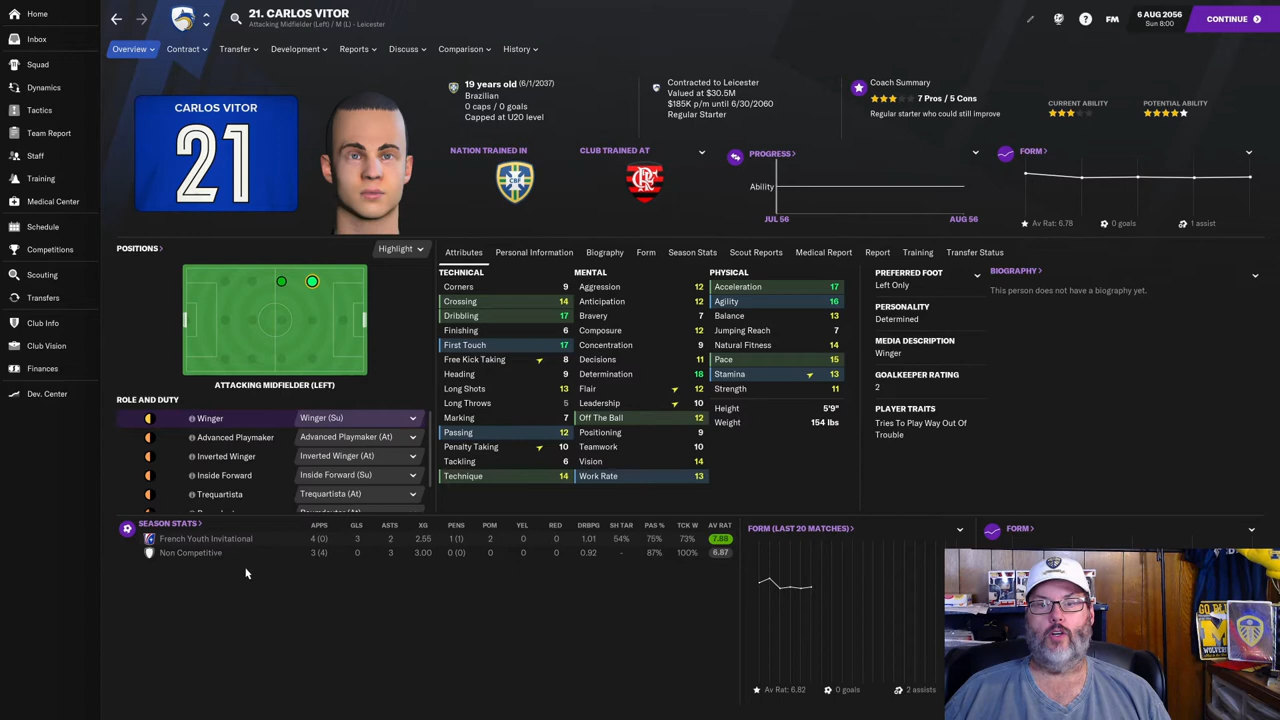 Home
Inbox
Squad
Dynamics
Tactics
Team Report
Staff
Training
Medical Center
Schedule
Competitions
Scouting
Transfers
Club Info
Club Vision
Finances
Dev. Center
21. CARLOS VITOR
Attacking Midfielder (Left) / M (L) - Leicester
FM
6 AUG 2056
Sun 8:00
CONTINUE
Overview
Contract
Transfer
Development
Reports
Discuss
Comparison
History
CARLOS VITOR
21
19 years old (6/1/2037)
Brazilian
0 caps / 0 goals
Capped at U20 level
Contracted to Leicester
Valued at $30.5M
$185K p/m until 6/30/2060
Regular Starter
Coach Summary
7 Pros / 5 Cons
Regular starter who could still improve
CURRENT ABILITY
POTENTIAL ABILITY
NATION TRAINED IN
CBF
CLUB TRAINED AT
PROGRESS
Ability
JUL 56
AUG 56
FORM
Av Rat: 6.78
0 goals
1 assist
POSITIONS
Highlight
ATTACKING MIDFIELDER (LEFT)
ROLE AND DUTY
Winger Winger (Su)
Advanced Playmaker Advanced Playmaker (At)
Inverted Winger Inverted Winger (At)
Inside Forward Inside Forward (Su)
Trequartista Trequartista (At)
Attributes
Personal Information
Biography
Form
Season Stats
Scout Reports
Medical Report
Report
Training
Transfer Status
TECHNICAL
Corners 9
Crossing 14
Dribbling 17
Finishing 6
First Touch 17
Free Kick Taking 8
Heading 9
Long Shots 13
Long Throws 5
Marking 7
Passing 12
Penalty Taking 10
Tackling 6
Technique 14
MENTAL
Aggression 12
Anticipation 12
Bravery 7
Composure 12
Concentration 9
Decisions 11
Determination 18
Flair 12
Leadership 10
Off The Ball 12
Positioning 9
Teamwork 10
Vision 14
Work Rate 13
PHYSICAL
Acceleration 17
Agility 16
Balance 13
Jumping Reach 7
Natural Fitness 14
Pace 15
Stamina 13
Strength 11
Height 5'9"
Weight 154 lbs
PREFERRED FOOT
Left Only
PERSONALITY
Determined
MEDIA DESCRIPTION
Winger
GOALKEEPER RATING
2
PLAYER TRAITS
Tries To Play Way Out Of
Trouble
BIOGRAPHY
This person does not have a biography yet.
SEASON STATS APPS GLS ASTS XG PENS POM YEL RED DRBPG SH TAR PAS % TCK W AV RAT
French Youth Invitational 4 (0) 3 2 2.55 1 (1) 2 0 0 1.01 54% 75% 73% 7.88
Non Competitive 3 (4) 0 3 3.00 0 (0) 0 0 0 0.92 - 87% 100% 6.87
FORM (LAST 20 MATCHES)
Av Rat: 6.82
0 goals
2 assists
FORM
GO BLU
M